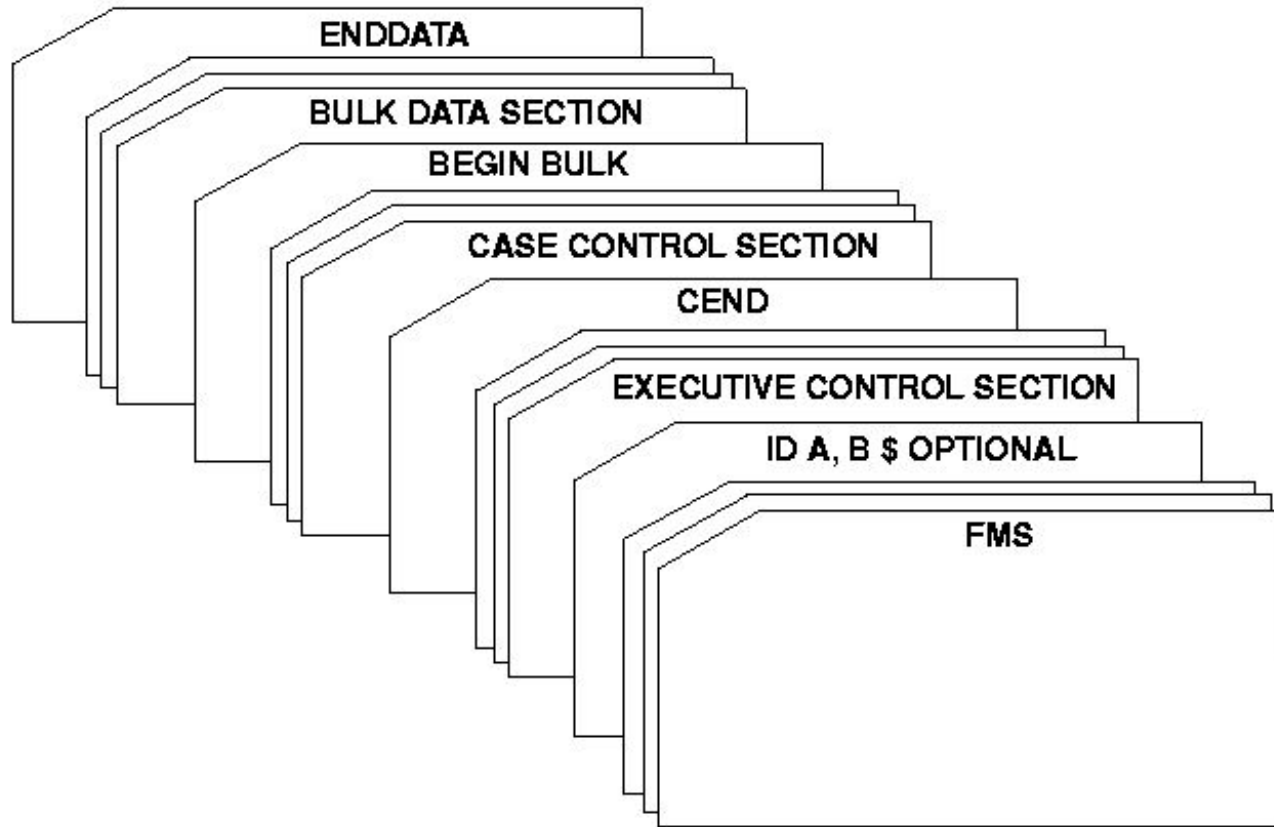 ENDDATA
BULK DATA SECTION
BEGIN BULK
CASE CONTROL SECTION
CEND
EXECUTIVE CONTROL SECTION
ID A, B $ OPTIONAL
FMS